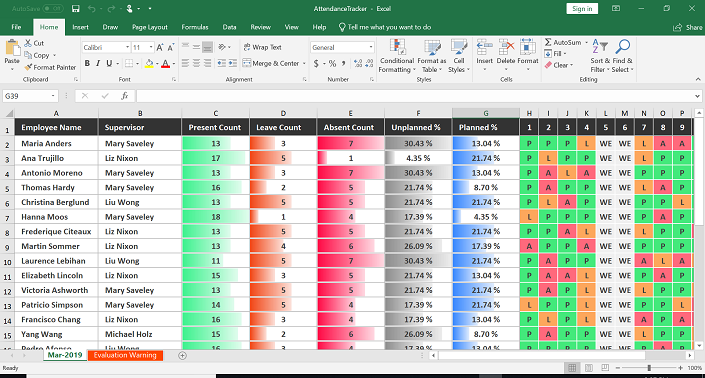 AutoSave Off
AttendanceTracker - Excel
Sign in
File Home Insert Draw Page Layout Formulas Data Review View Help Tell me what you want to do Share
Paste Cut Copy Format Painter
Clipboard
Calibri 11
B I U
Font
Wrap Text
Merge & Center
Alignment
General
$ % ,
Number
Conditional Formatting Format as Table Cell Styles
Styles
Insert Delete Format
Cells
AutoSum Fill Clear Sort & Filter Find & Select
Editing
G39 fx
A B C D E F G H I J K L M N O P
1 Employee Name Supervisor Present Count Leave Count Absent Count Unplanned % Planned % 1 2 3 4 5 6 7 8 9
2 Maria Anders Mary Saveley 13 3 7 30.43 % 13.04 % P P P L WE WE L A A
3 Ana Trujillo Liz Nixon 17 5 1 4.35 % 21.74 % P L P P WE WE L P P
4 Antonio Moreno Mary Saveley 13 3 7 30.43 % 13.04 % P A L A WE WE P P P
5 Thomas Hardy Mary Saveley 16 2 5 21.74 % 8.70 % P P P P WE WE P A P
6 Christina Berglund Liu Wong 13 5 5 21.74 % 21.74 % P L A P WE WE P P L
7 Hanna Moos Mary Saveley 18 1 4 17.39 % 4.35 % L P P P WE WE P A P
8 Frederique Citeaux Liz Nixon 13 5 5 21.74 % 21.74 % P P A L WE WE L P P
9 Martin Sommer Liz Nixon 13 4 6 26.09 % 17.39 % A P A P WE WE P P P
10 Laurence Lebihan Liu Wong 11 5 7 30.43 % 21.74 % P P P P WE WE A L A
11 Elizabeth Lincoln Liz Nixon 15 3 5 21.74 % 13.04 % P A A L WE WE P A P
12 Victoria Ashworth Mary Saveley 13 5 5 21.74 % 21.74 % P A P P WE WE L P P
13 Patricio Simpson Mary Saveley 14 5 4 17.39 % 21.74 % L P P L WE WE P P L
14 Francisco Chang Liz Nixon 16 3 4 17.39 % 13.04 % P L P L WE WE A P A
15 Yang Wang Michael Holz 15 2 6 26.09 % 8.70 % P A P P WE WE L P P
Pedro Afonso Liu Wong 16 3 4 17.39 % 13.04 %
Mar-2019 Evaluation Warning
Ready 100%